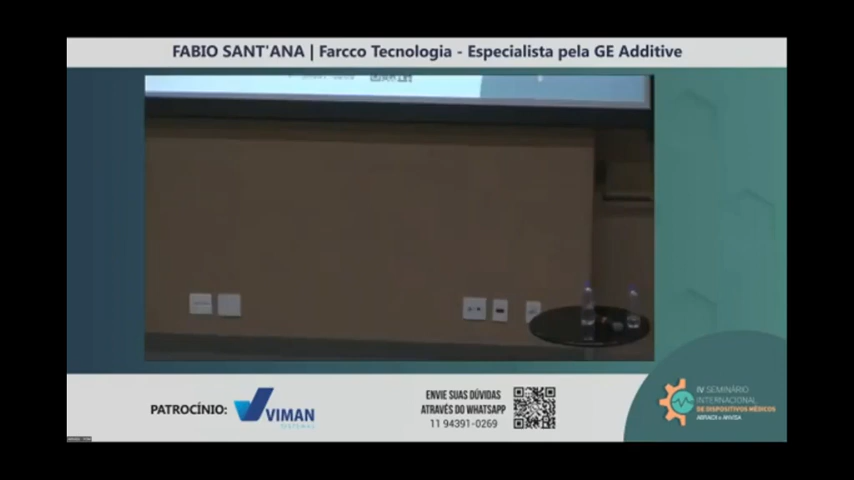 FABIO SANT'ANA | Farcco Tecnologia - Especialista pela GE Additive
PATROCÍNIO:
VIMAN
SISTEMAS
ENVIE SUAS DÚVIDAS
ATRAVÉS DO WHATSAPP
11 94391-0269
IV SEMINÁRIO
INTERNACIONAL
DE DISPOSITIVOS MÉDICOS